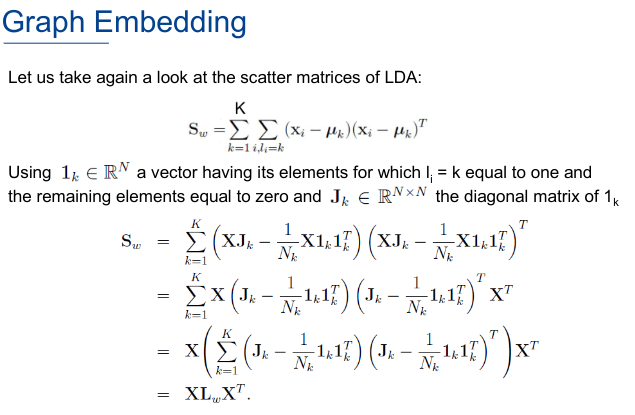 Graph Embedding
Let us take again a look at the scatter matrices of LDA:
$\mathbf{S}_w = \sum_{k=1}^{K} \sum_{i, l_i = k} (\mathbf{x}_i - \boldsymbol{\mu}_k)(\mathbf{x}_i - \boldsymbol{\mu}_k)^T$
Using $\mathbf{1}_k \in \mathbb{R}^N$ a vector having its elements for which $l_i$ = k equal to one and
the remaining elements equal to zero and $\mathbf{J}_k \in \mathbb{R}^{N \times N}$ the diagonal matrix of $1_k$
$\mathbf{S}_w = \sum_{k=1}^{K} \left( \mathbf{X}\mathbf{J}_k - \frac{1}{N_k} \mathbf{X}\mathbf{1}_k\mathbf{1}_k^T \right) \left( \mathbf{X}\mathbf{J}_k - \frac{1}{N_k} \mathbf{X}\mathbf{1}_k\mathbf{1}_k^T \right)^T$
$= \sum_{k=1}^{K} \mathbf{X} \left( \mathbf{J}_k - \frac{1}{N_k} \mathbf{1}_k\mathbf{1}_k^T \right) \left( \mathbf{J}_k - \frac{1}{N_k} \mathbf{1}_k\mathbf{1}_k^T \right)^T \mathbf{X}^T$
$= \mathbf{X} \left( \sum_{k=1}^{K} \left( \mathbf{J}_k - \frac{1}{N_k} \mathbf{1}_k\mathbf{1}_k^T \right) \left( \mathbf{J}_k - \frac{1}{N_k} \mathbf{1}_k\mathbf{1}_k^T \right)^T \right) \mathbf{X}^T$
$= \mathbf{X}\mathbf{L}_w\mathbf{X}^T.$